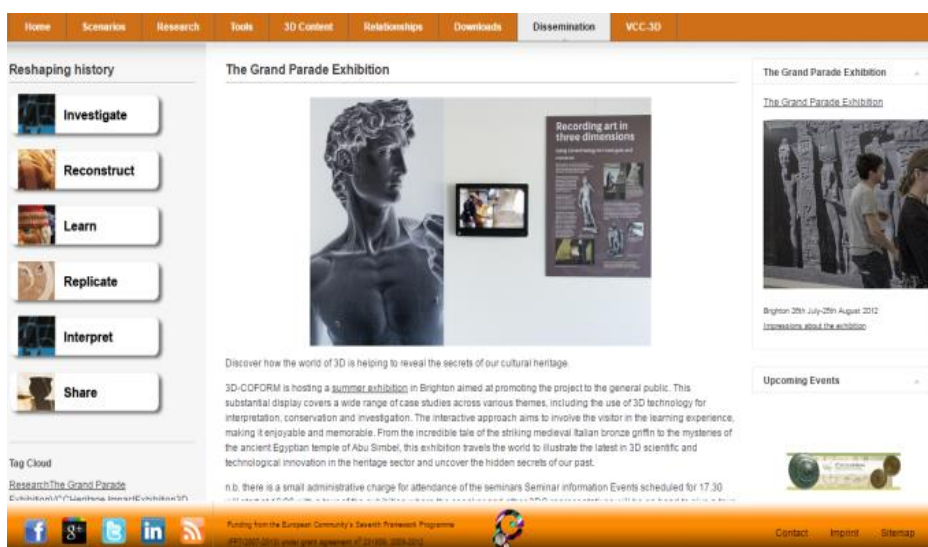 Home Scenarios Research Tools 3D Content Relationships Downloads Dissemination VCC-3D
Reshaping history
Investigate
Reconstruct
Learn
Replicate
Interpret
Share
Tag Cloud
ResearchThe Grand Parade
The Grand Parade Exhibition
Recording art in
three dimensions
Discover how the world of 3D is helping to reveal the secrets of our cultural heritage.
3D-COFORM is hosting a summer exhibition in Brighton aimed at promoting the project to the general public. This
substantial display covers a wide range of case studies across various themes, including the use of 3D technology for
interpretation, conservation and investigation. The interactive approach aims to involve the visitor in the learning experience,
making it enjoyable and memorable. From the incredible tale of the striking medieval Italian bronze griffin to the mysteries of
the ancient Egyptian temple of Abu Simbel, this exhibition travels the world to illustrate the latest in 3D scientific and
technological innovation in the heritage sector and uncover the hidden secrets of our past.
n.b. there is a small administrative charge for attendance of the seminars Seminar information Events scheduled for 17.30
The Grand Parade Exhibition
The Grand Parade Exhibition
Brighton 26th July-25th August 2012
Impressions about the exhibition
Upcoming Events
Funding from the European Community's Seventh Framework Programme
Contact Imprint Sitemap